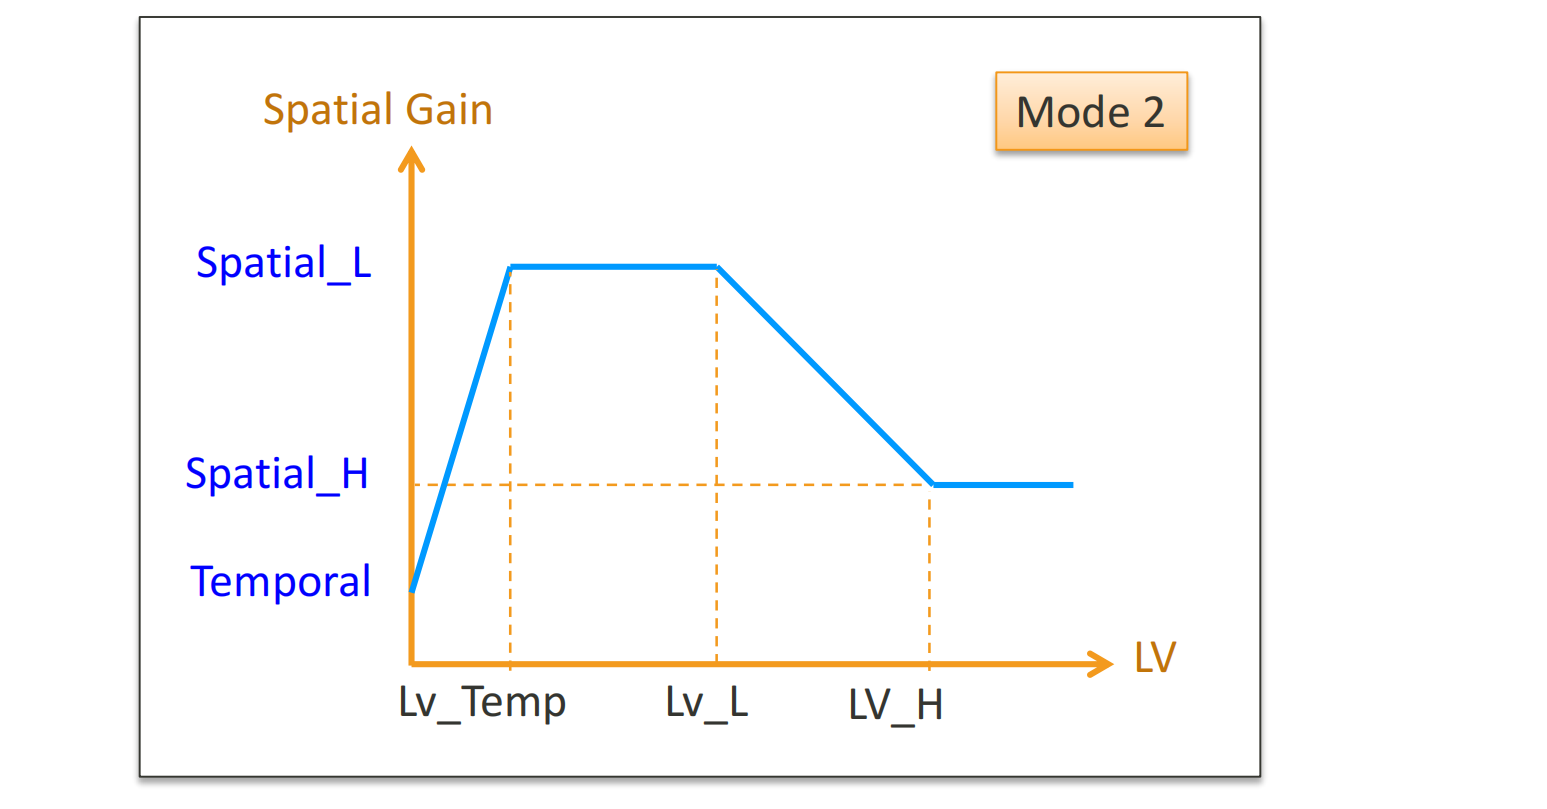 Spatial Gain
Mode 2
Spatial_L
Spatial_H
Temporal
LV
Lv_Temp
Lv_L
LV_H